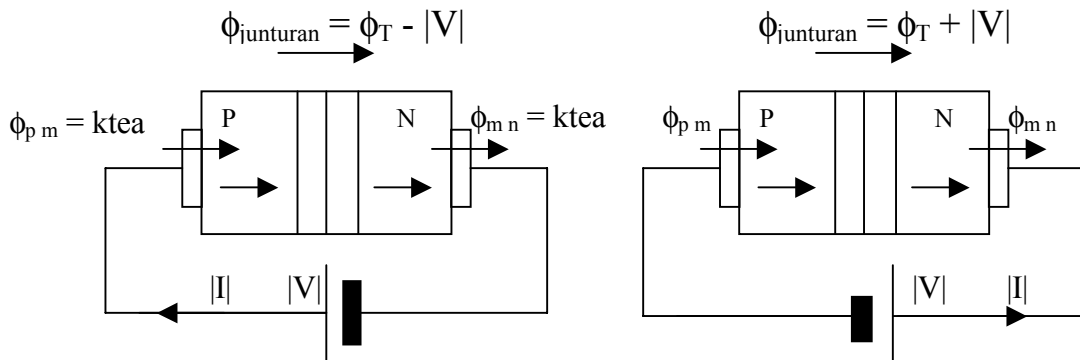 ϕjunturan = ϕT - |V|
ϕjunturan = ϕT + |V|
ϕp m = ktea
P
N
ϕm n = ktea
ϕp m
P
N
ϕm n
|I|
|V|
|V|
|I|